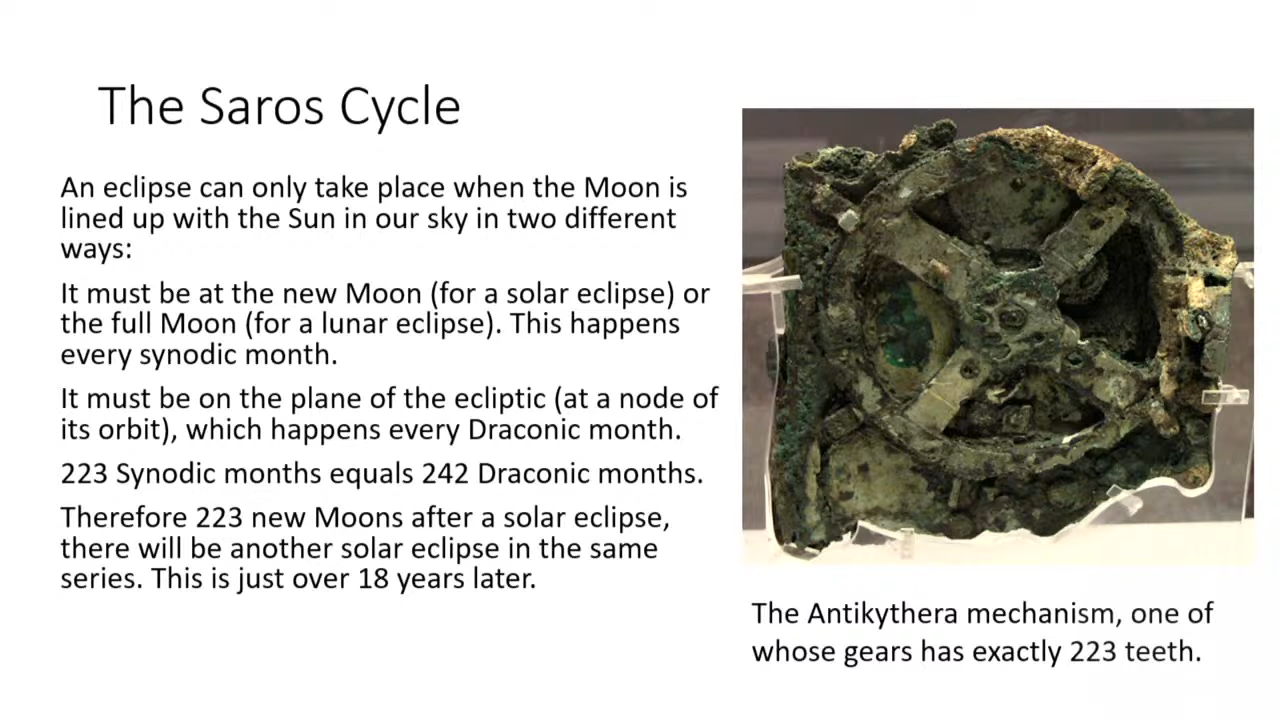 The Saros Cycle
An eclipse can only take place when the Moon is
lined up with the Sun in our sky in two different
ways:
It must be at the new Moon (for a solar eclipse) or
the full Moon (for a lunar eclipse). This happens
every synodic month.
It must be on the plane of the ecliptic (at a node of
its orbit), which happens every Draconic month.
223 Synodic months equals 242 Draconic months.
Therefore 223 new Moons after a solar eclipse,
there will be another solar eclipse in the same
series. This is just over 18 years later.
The Antikythera mechanism, one of
whose gears has exactly 223 teeth.